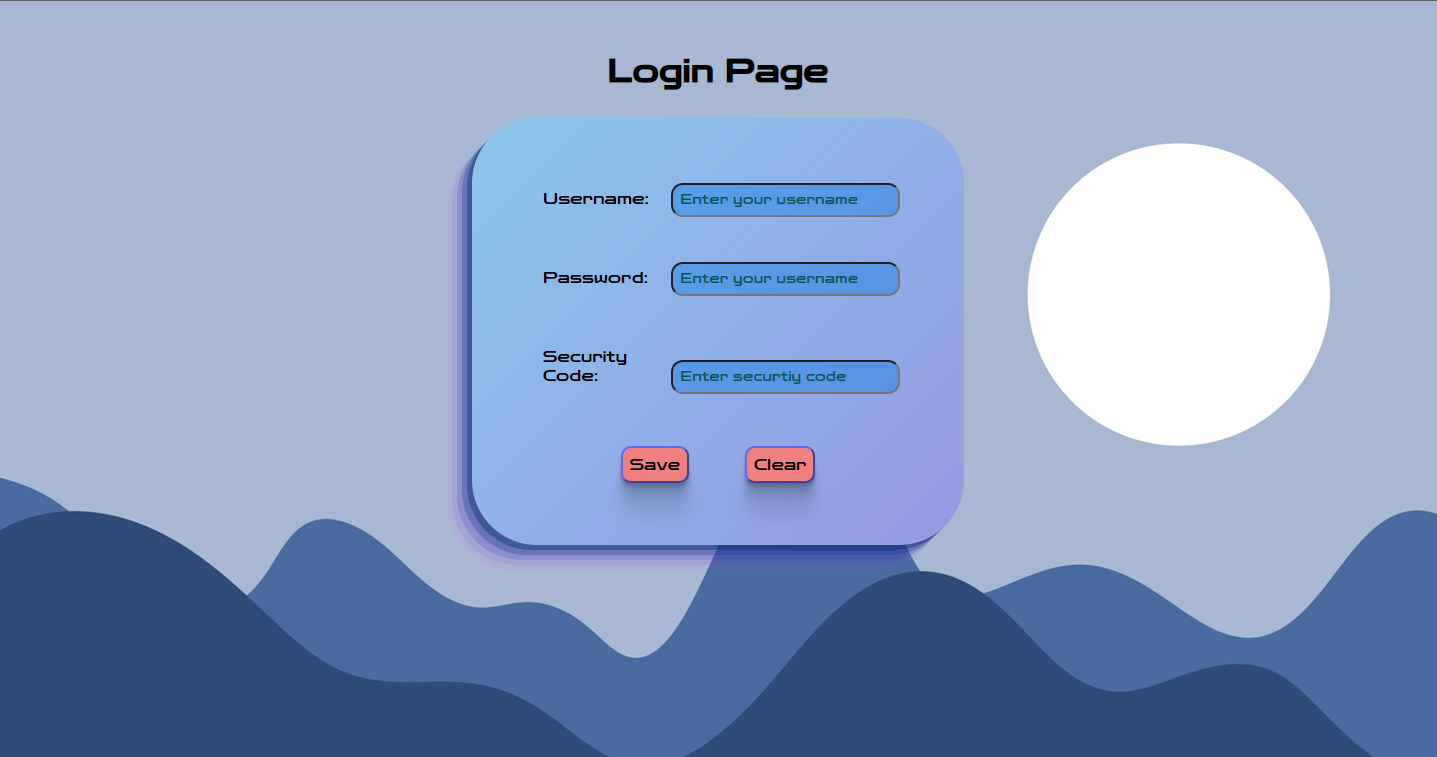 Login Page
Username: Enter your username
Password: Enter your username
Security
Code: Enter securtiy code
Save Clear